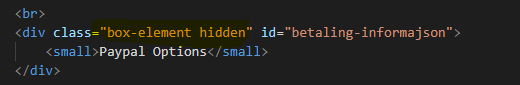 <br>
<div class="box-element hidden" id="betaling-informajson">
<small>Paypal Options</small>
</div>